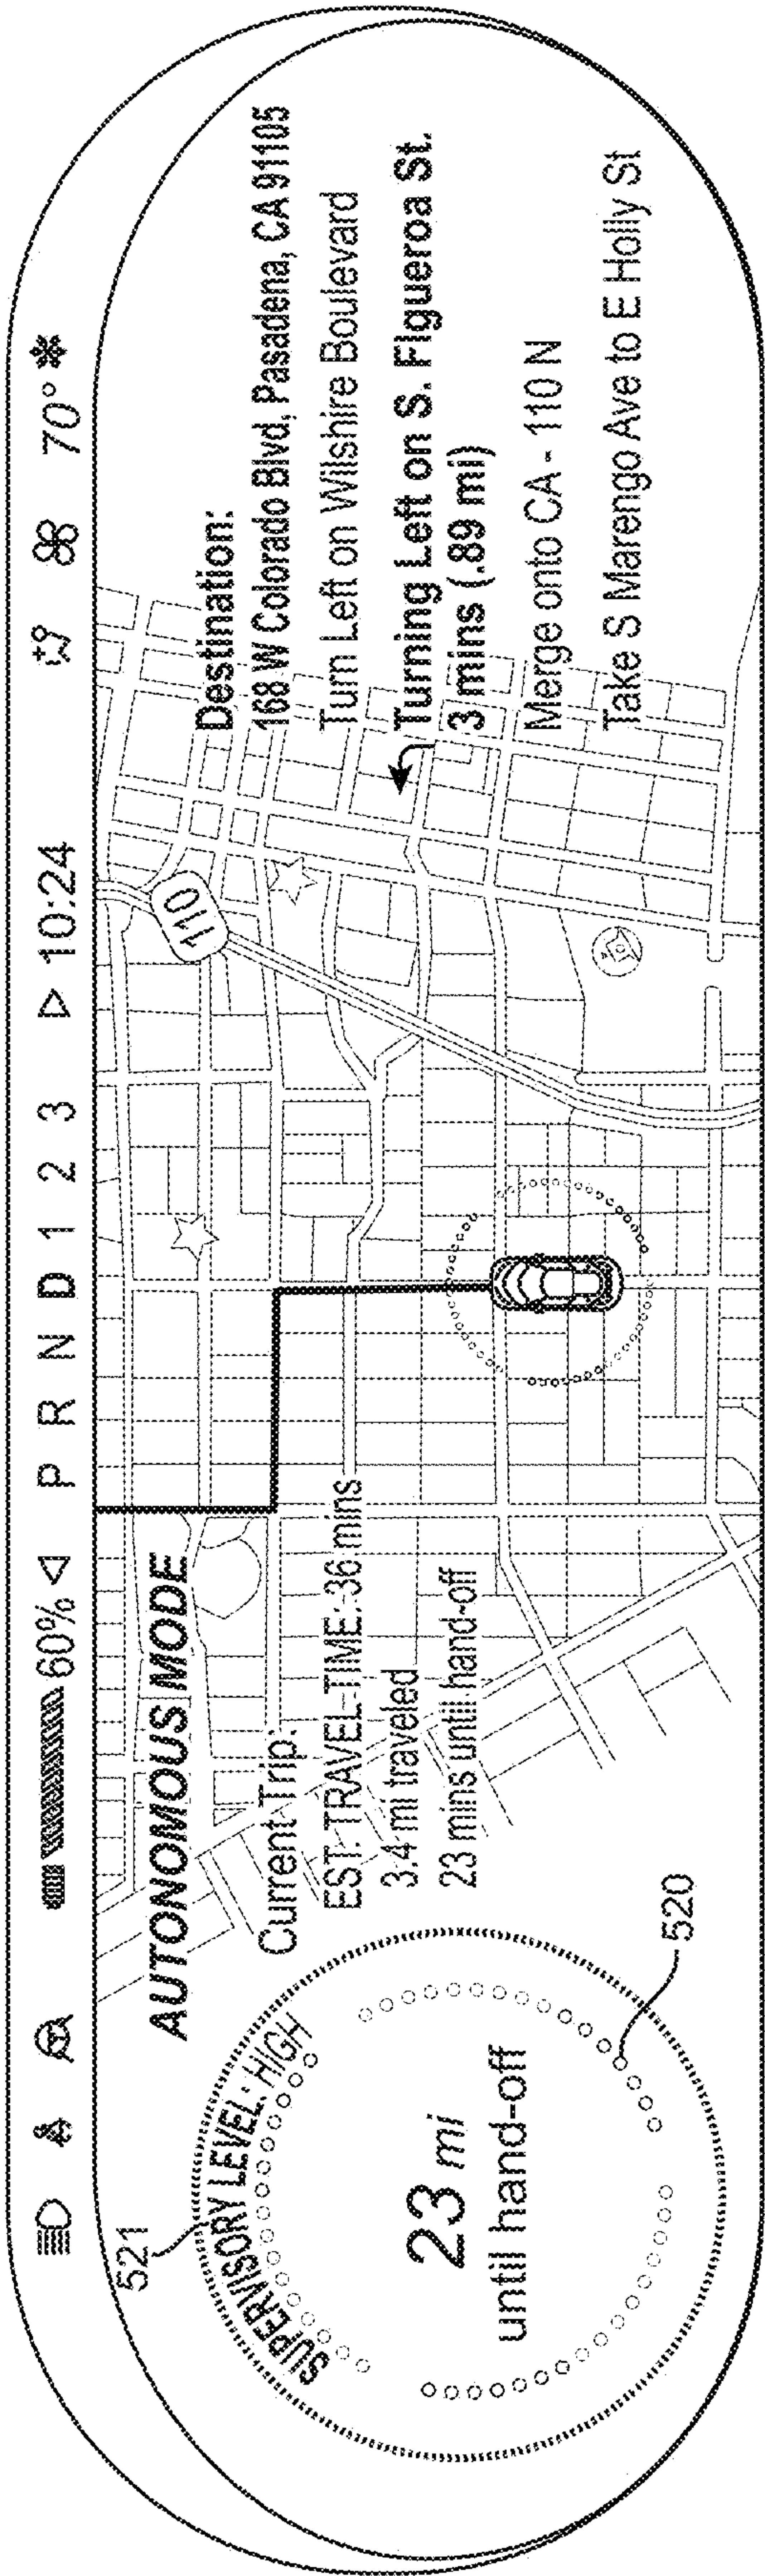 60%
P R N D 1 2 3
10:24
70°
521
SUPERVISORY LEVEL: HIGH
23 mi
until hand-off
520
AUTONOMOUS MODE
Current Trip:
EST. TRAVEL TIME: 36 mins
3.4 mi traveled
23 mins until hand-off
110
Destination:
168 W Colorado Blvd, Pasadena, CA 91105
Turn Left on Wilshire Boulevard
Turning Left on S. Figueroa St.
3 mins (.89 mi)
Merge onto CA - 110 N
Take S Marengo Ave to E Holly St